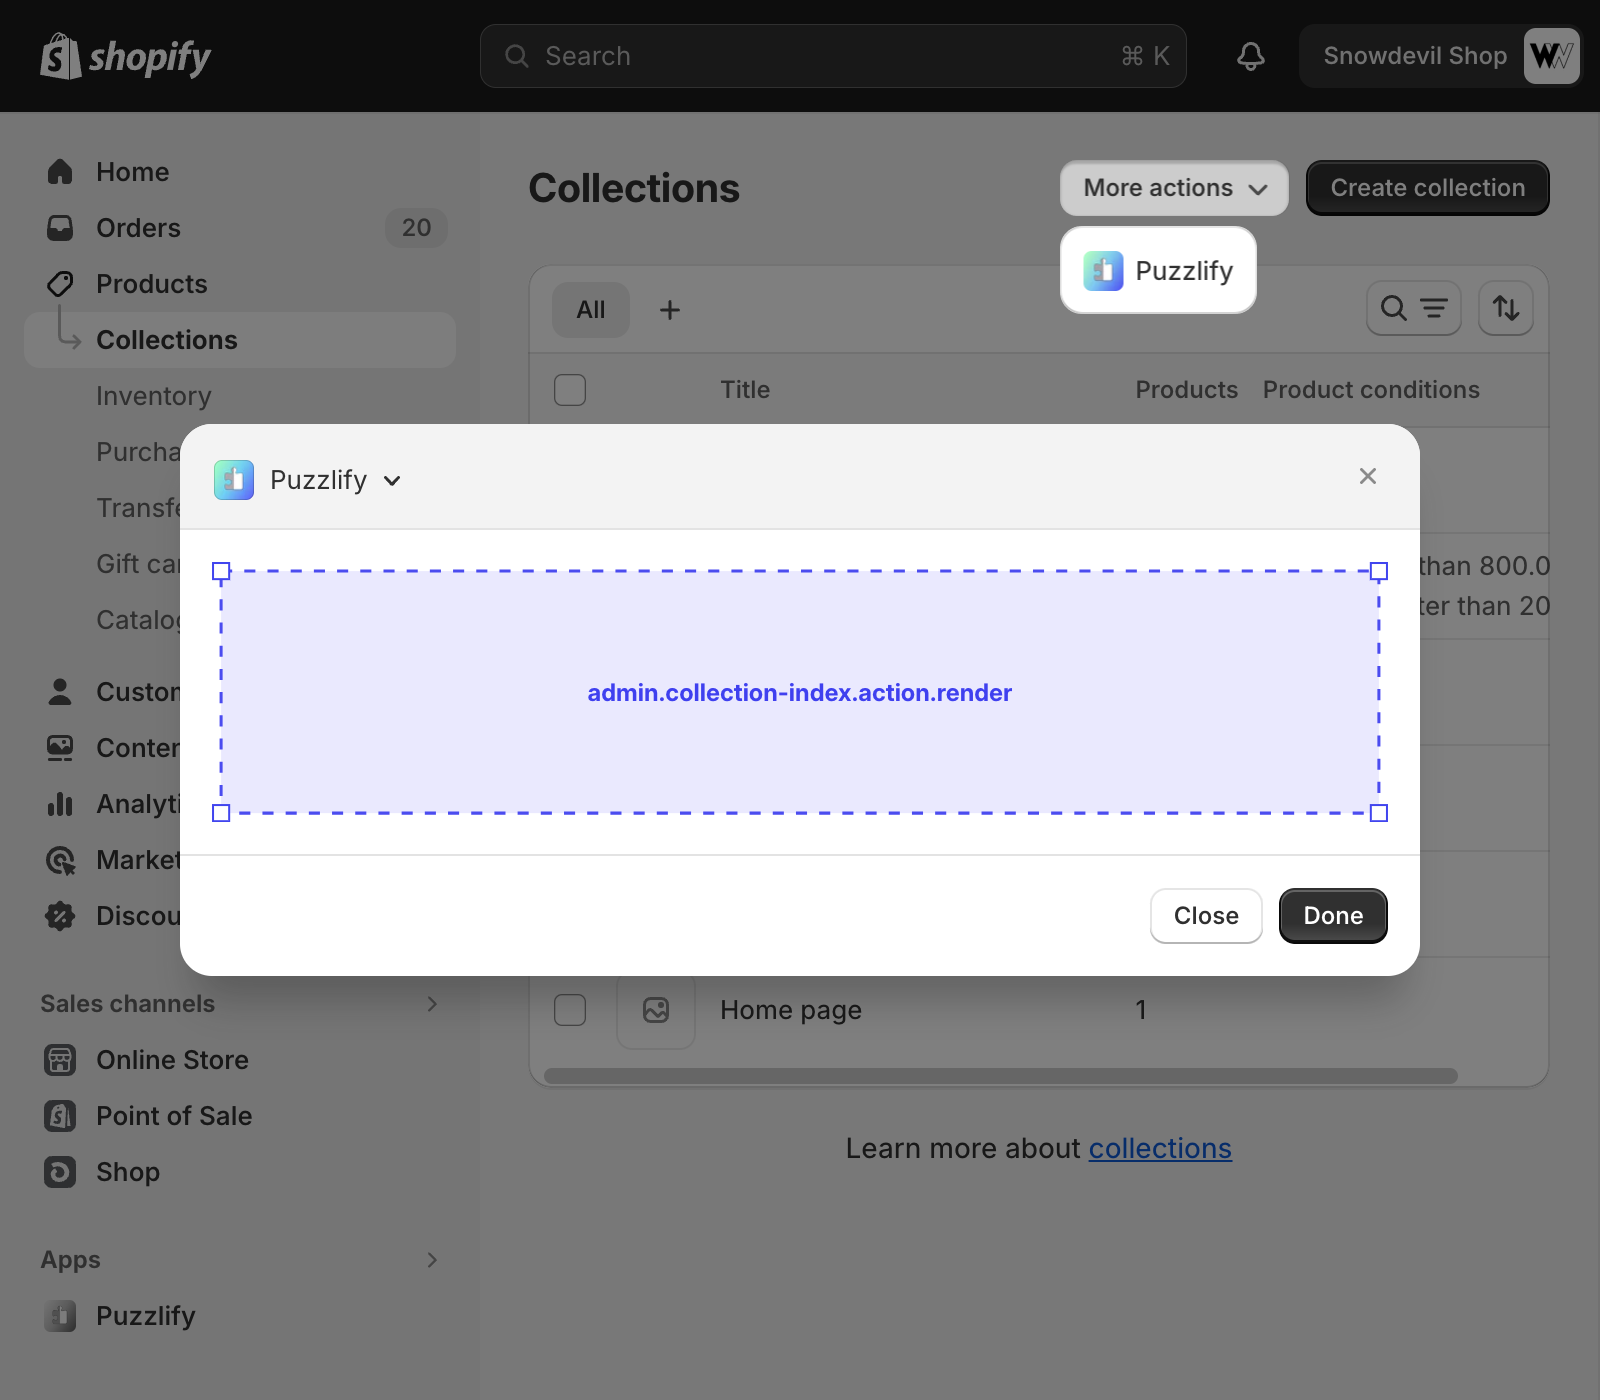 shopify
Search
⌘ K
Snowdevil Shop
Home
Orders
20
Products
Collections
Inventory
Purcha
Transfe
Gift car
Catalog
Custom
Conten
Analyti
Market
Discou
Sales channels
Online Store
Point of Sale
Shop
Apps
Puzzlify
Collections
More actions
Create collection
Puzzlify
All
Title
Products
Product conditions
than 800.0
ter than 20
Puzzlify
admin.collection-index.action.render
Close
Done
Home page
1
Learn more about collections